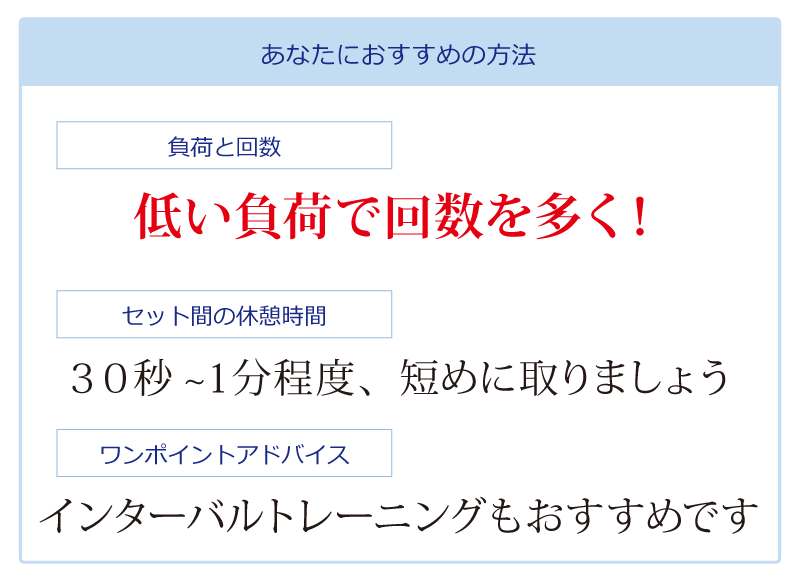 あなたにおすすめの方法
負荷と回数
低い負荷で回数を多く！
セット間の休憩時間
３０秒~1分程度、短めに取りましょう
ワンポイントアドバイス
インターバルトレーニングもおすすめです